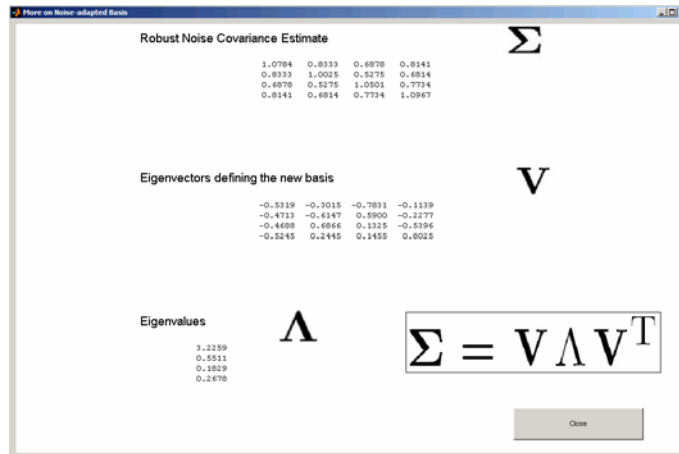 More on Noise-adapted Basis
Robust Noise Covariance Estimate
Σ
1.0784 0.8333 0.6878 0.8141
0.8333 1.0025 0.5275 0.6814
0.6878 0.5275 1.0501 0.7734
0.8141 0.6814 0.7734 1.0967
Eigenvectors defining the new basis
V
-0.5319 -0.3015 -0.7831 -0.1139
-0.4713 -0.6147 0.5900 -0.2277
-0.4688 0.6866 0.1325 -0.5396
-0.5245 0.2445 0.1455 0.8025
Eigenvalues
Λ
3.2259
0.5511
0.1829
0.2678
Σ = V Λ V^T
Close